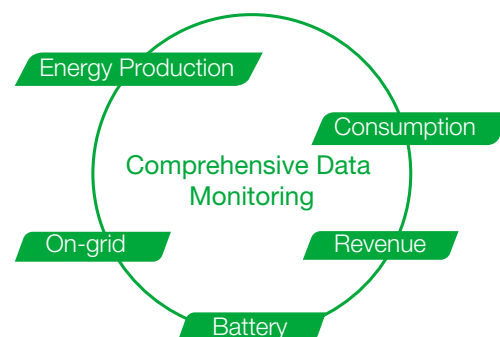 Energy Production
Consumption
Comprehensive Data
Monitoring
On-grid
Revenue
Battery